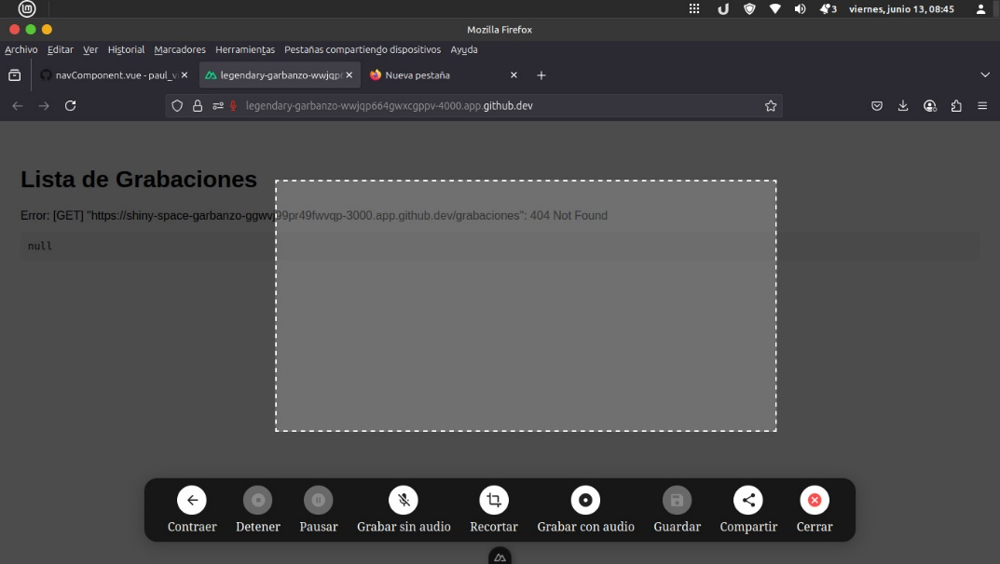 3 viernes, junio 13, 08:45
Mozilla Firefox
Archivo Editar Ver Historial Marcadores Herramientas Pestañas compartiendo dispositivos Ayuda
navComponent.vue - paul_v
legendary-garbanzo-wwjqp6
Nueva pestaña
legendary-garbanzo-wwjqp664gwxcgppv-4000.app.github.dev
Lista de Grabaciones
Error: [GET] "https://shiny-space-garbanzo-ggwvj99pr49fwvqp-3000.app.github.dev/grabaciones": 404 Not Found
null
Contraer Detener Pausar Grabar sin audio Recortar Grabar con audio Guardar Compartir Cerrar